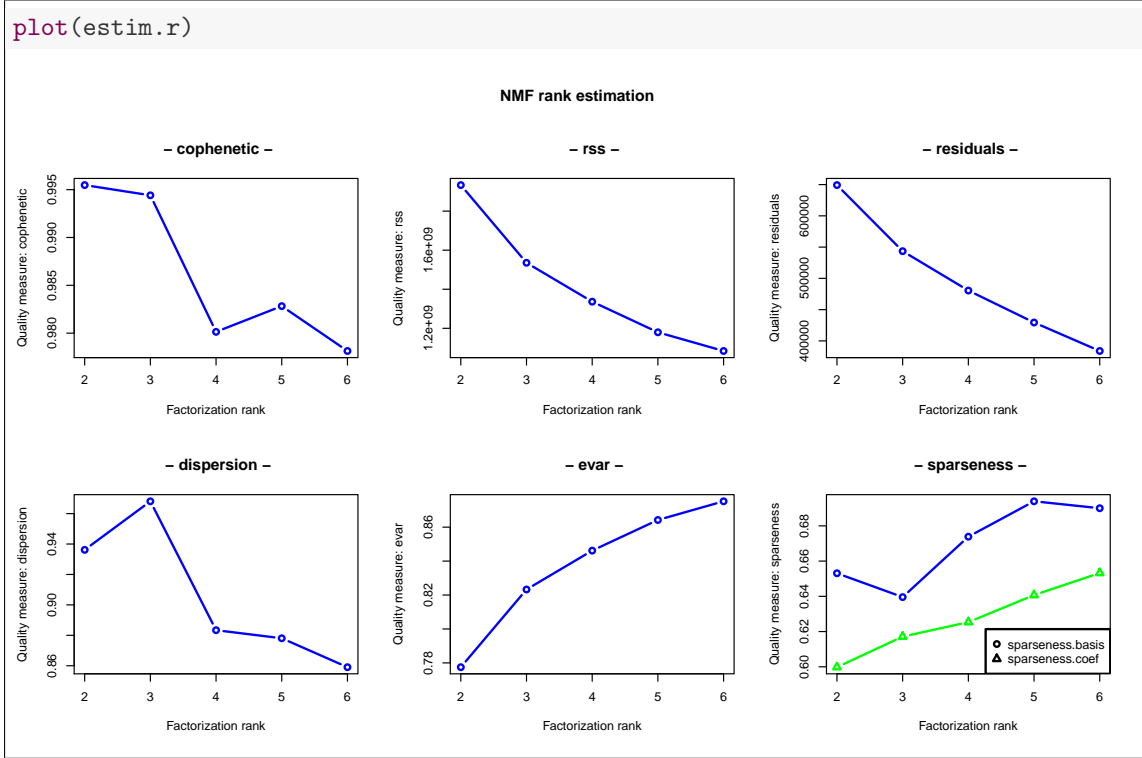 plot(estim.r)
NMF rank estimation
– cophenetic –
Quality measure: cophenetic
0.980 0.985 0.990 0.995
2 3 4 5 6
Factorization rank
– rss –
Quality measure: rss
1.2e+09 1.6e+09
2 3 4 5 6
Factorization rank
– residuals –
Quality measure: residuals
400000 500000 600000
2 3 4 5 6
Factorization rank
– dispersion –
Quality measure: dispersion
0.86 0.90 0.94
2 3 4 5 6
Factorization rank
– evar –
Quality measure: evar
0.78 0.82 0.86
2 3 4 5 6
Factorization rank
– sparseness –
Quality measure: sparseness
0.60 0.62 0.64 0.66 0.68
sparseness.basis
sparseness.coef
2 3 4 5 6
Factorization rank